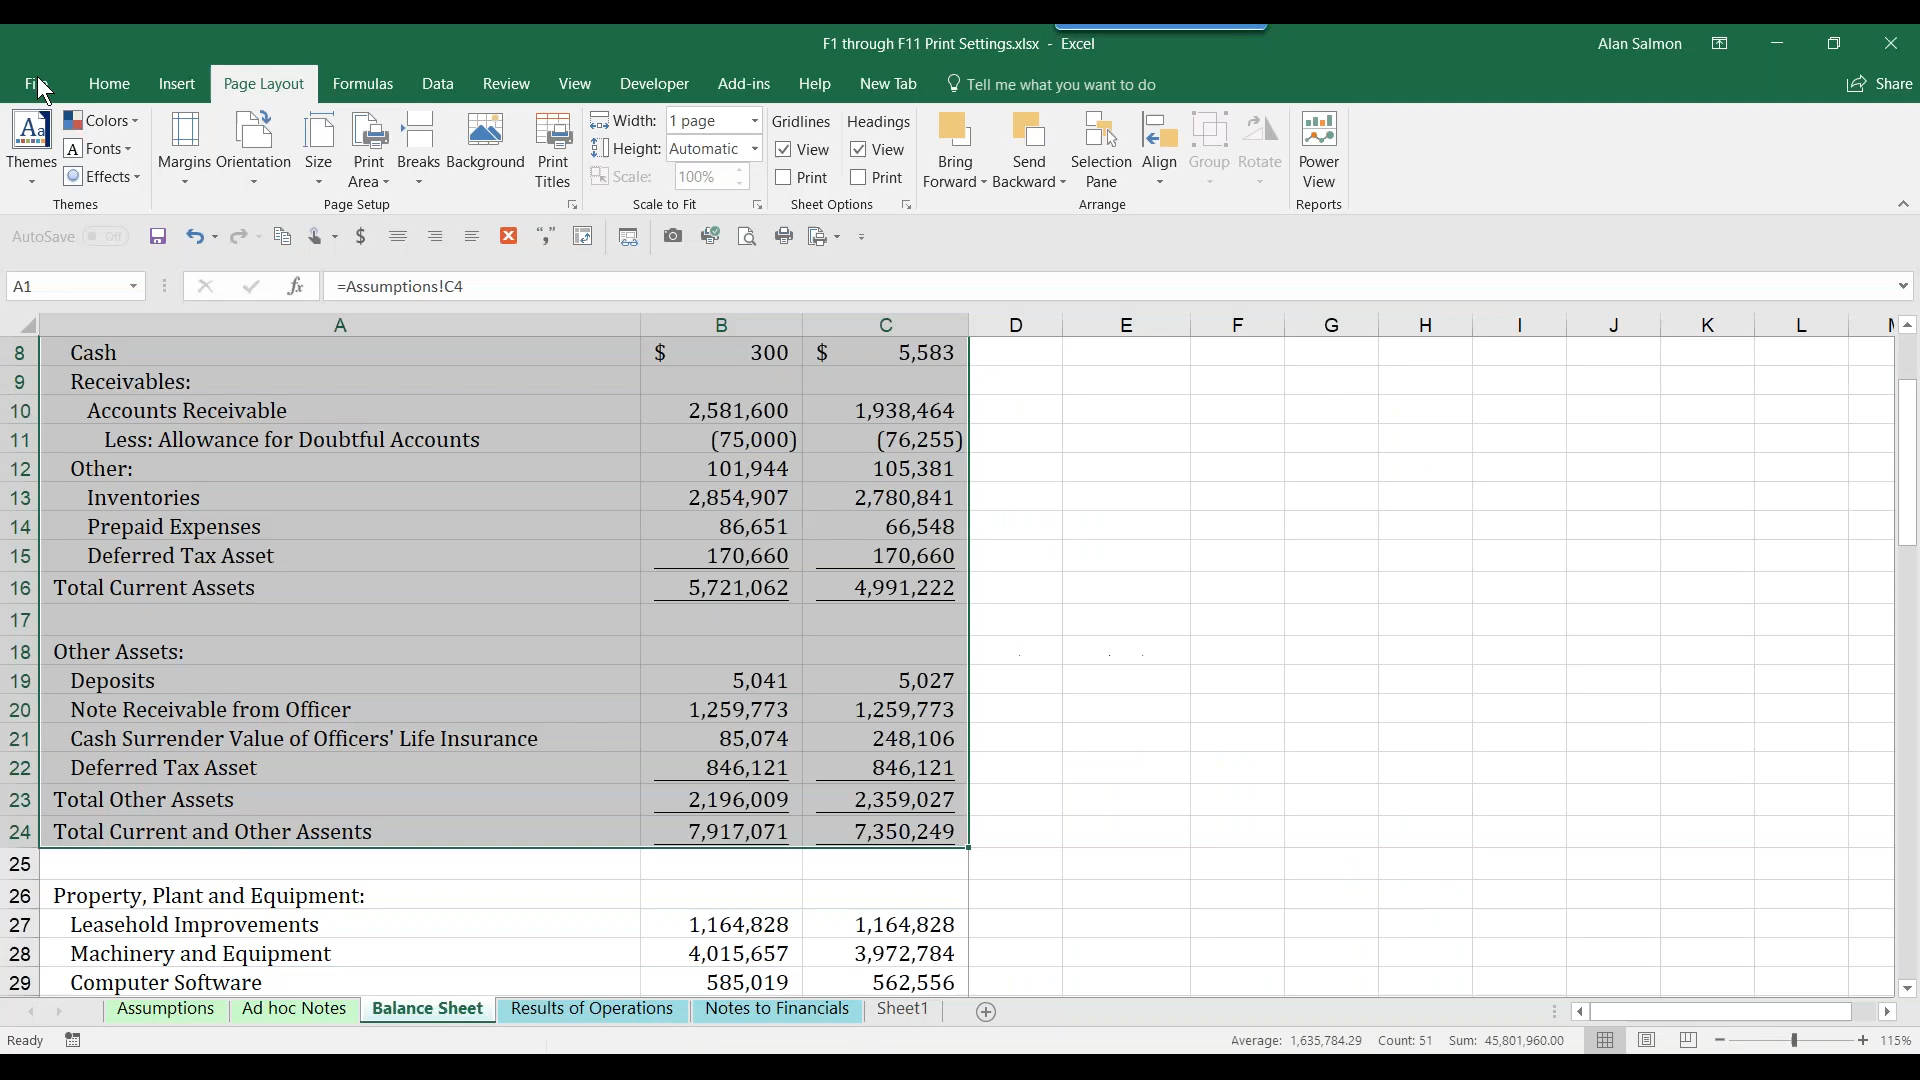 F1 through F11 Print Settings.xlsx - Excel
Alan Salmon
Home Insert Page Layout Formulas Data Review View Developer Add-ins Help New Tab Tell me what you want to do Share
Colors Width: 1 page Gridlines Headings
Fonts Height: Automatic View View
Effects Scale: 100% Print Print
Themes Margins Orientation Size Print Area Breaks Background Print Titles
Bring Forward Send Backward Selection Pane Align Group Rotate Power View
Themes Page Setup Scale to Fit Sheet Options Arrange Reports
AutoSave Off
A1 fx =Assumptions!C4
A B C D E F G H I J K L
8 Cash $ 300 $ 5,583
9 Receivables:
10 Accounts Receivable 2,581,600 1,938,464
11 Less: Allowance for Doubtful Accounts (75,000) (76,255)
12 Other: 101,944 105,381
13 Inventories 2,854,907 2,780,841
14 Prepaid Expenses 86,651 66,548
15 Deferred Tax Asset 170,660 170,660
16 Total Current Assets 5,721,062 4,991,222
17
18 Other Assets:
19 Deposits 5,041 5,027
20 Note Receivable from Officer 1,259,773 1,259,773
21 Cash Surrender Value of Officers' Life Insurance 85,074 248,106
22 Deferred Tax Asset 846,121 846,121
23 Total Other Assets 2,196,009 2,359,027
24 Total Current and Other Assents 7,917,071 7,350,249
25
26 Property, Plant and Equipment:
27 Leasehold Improvements 1,164,828 1,164,828
28 Machinery and Equipment 4,015,657 3,972,784
29 Computer Software 585,019 562,556
Assumptions Ad hoc Notes Balance Sheet Results of Operations Notes to Financials Sheet1
Ready Average: 1,635,784.29 Count: 51 Sum: 45,801,960.00 115%